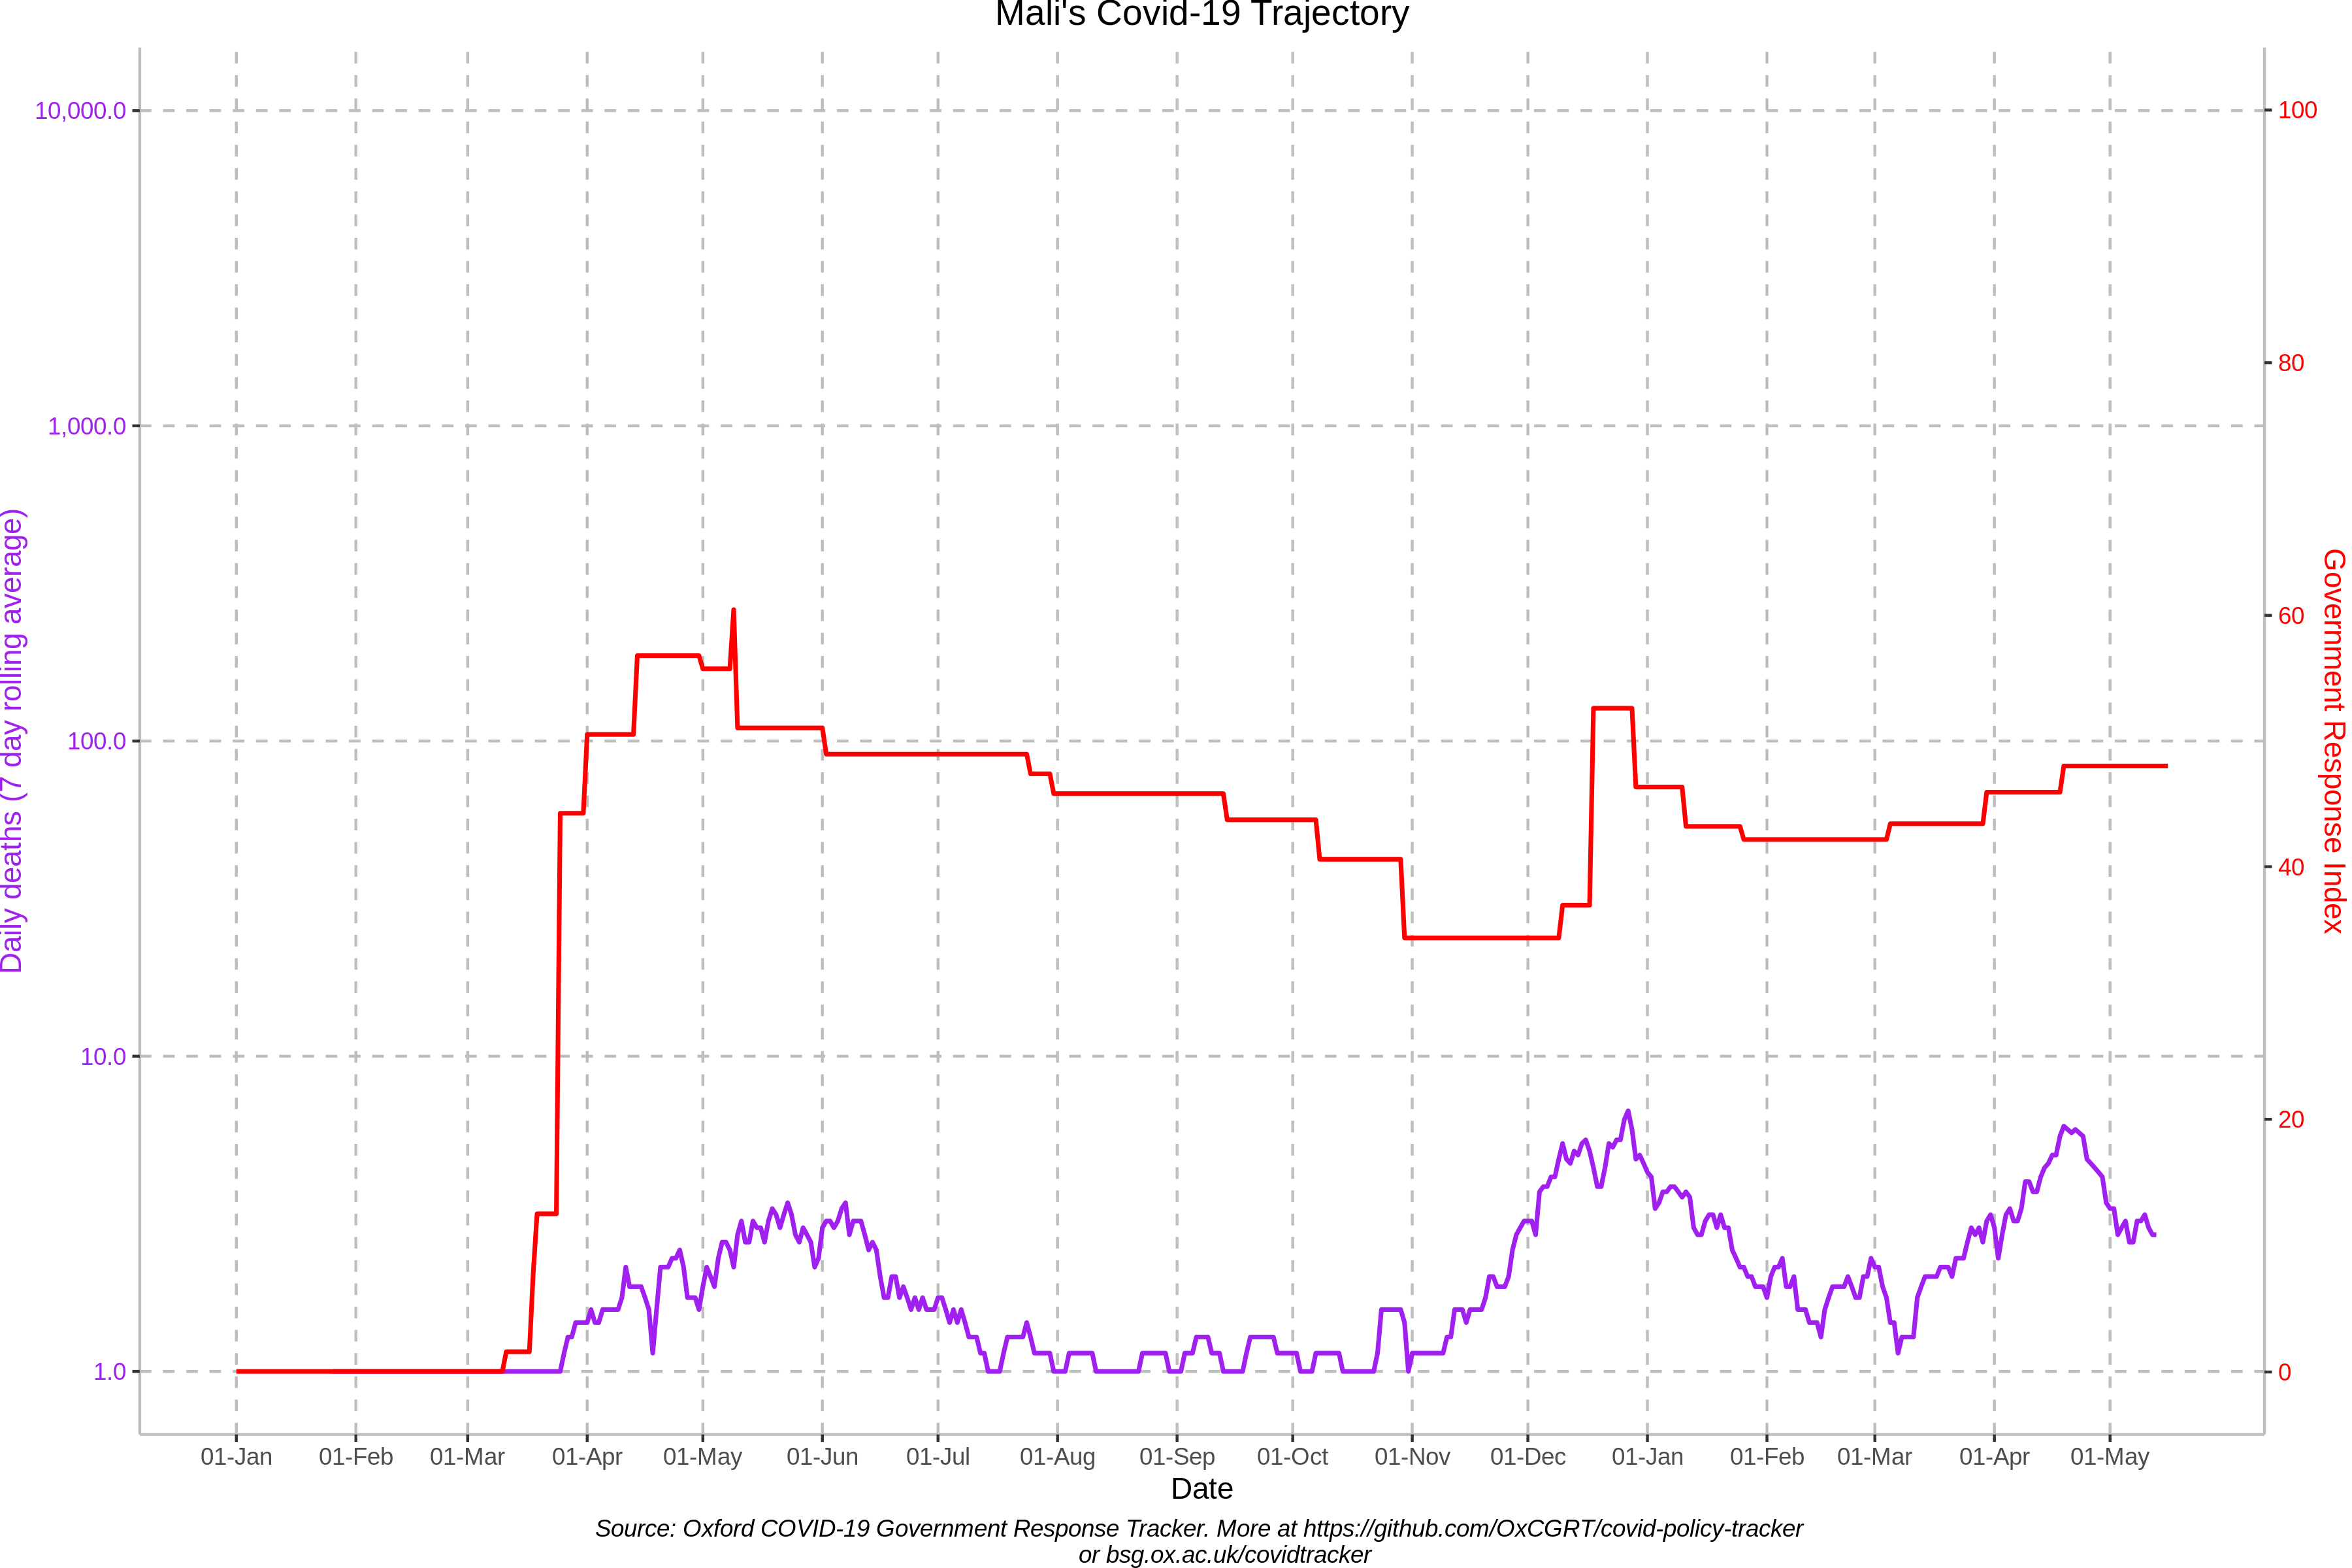 Mali's Covid-19 Trajectory
10,000.0
1,000.0
100.0
10.0
1.0
Daily deaths (7 day rolling average)
100
80
60
40
20
0
Government Response Index
01-Jan 01-Feb 01-Mar 01-Apr 01-May 01-Jun 01-Jul 01-Aug 01-Sep 01-Oct 01-Nov 01-Dec 01-Jan 01-Feb 01-Mar 01-Apr 01-May
Date
Source: Oxford COVID-19 Government Response Tracker. More at https://github.com/OxCGRT/covid-policy-tracker
or bsg.ox.ac.uk/covidtracker